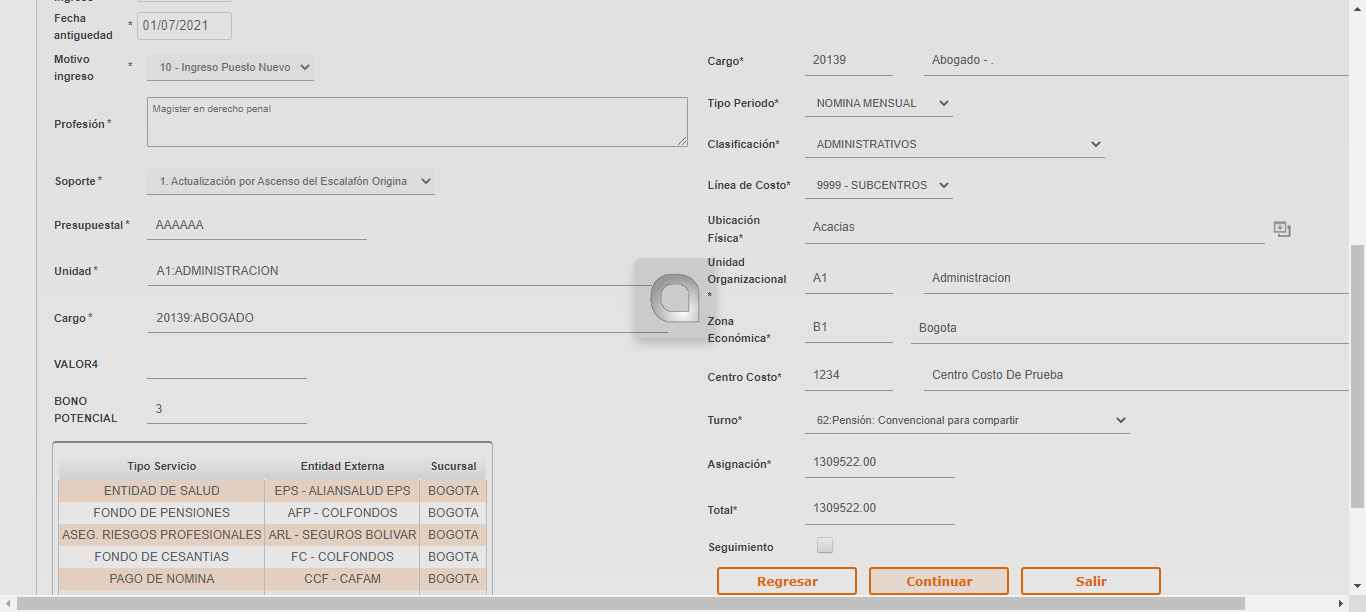 Fecha
antiguedad * 01/07/2021
Motivo
ingreso * 10 - Ingreso Puesto Nuevo
Profesión * Magister en derecho penal
Soporte * 1. Actualización por Ascenso del Escalafón Origina
Presupuestal * AAAAAA
Unidad * A1:ADMINISTRACION
Cargo * 20139:ABOGADO
VALOR4
BONO
POTENCIAL 3
Tipo Servicio Entidad Externa Sucursal
ENTIDAD DE SALUD EPS - ALIANSALUD EPS BOGOTA
FONDO DE PENSIONES AFP - COLFONDOS BOGOTA
ASEG. RIESGOS PROFESIONALES ARL - SEGUROS BOLIVAR BOGOTA
FONDO DE CESANTIAS FC - COLFONDOS BOGOTA
PAGO DE NOMINA CCF - CAFAM BOGOTA
Cargo* 20139 Abogado - .
Tipo Periodo* NOMINA MENSUAL
Clasificación* ADMINISTRATIVOS
Línea de Costo* 9999 - SUBCENTROS
Ubicación
Física* Acacias
Unidad
Organizacional
* A1 Administracion
Zona
Económica* B1 Bogota
Centro Costo* 1234 Centro Costo De Prueba
Turno* 62:Pensión: Convencional para compartir
Asignación* 1309522.00
Total* 1309522.00
Seguimiento
Regresar Continuar Salir